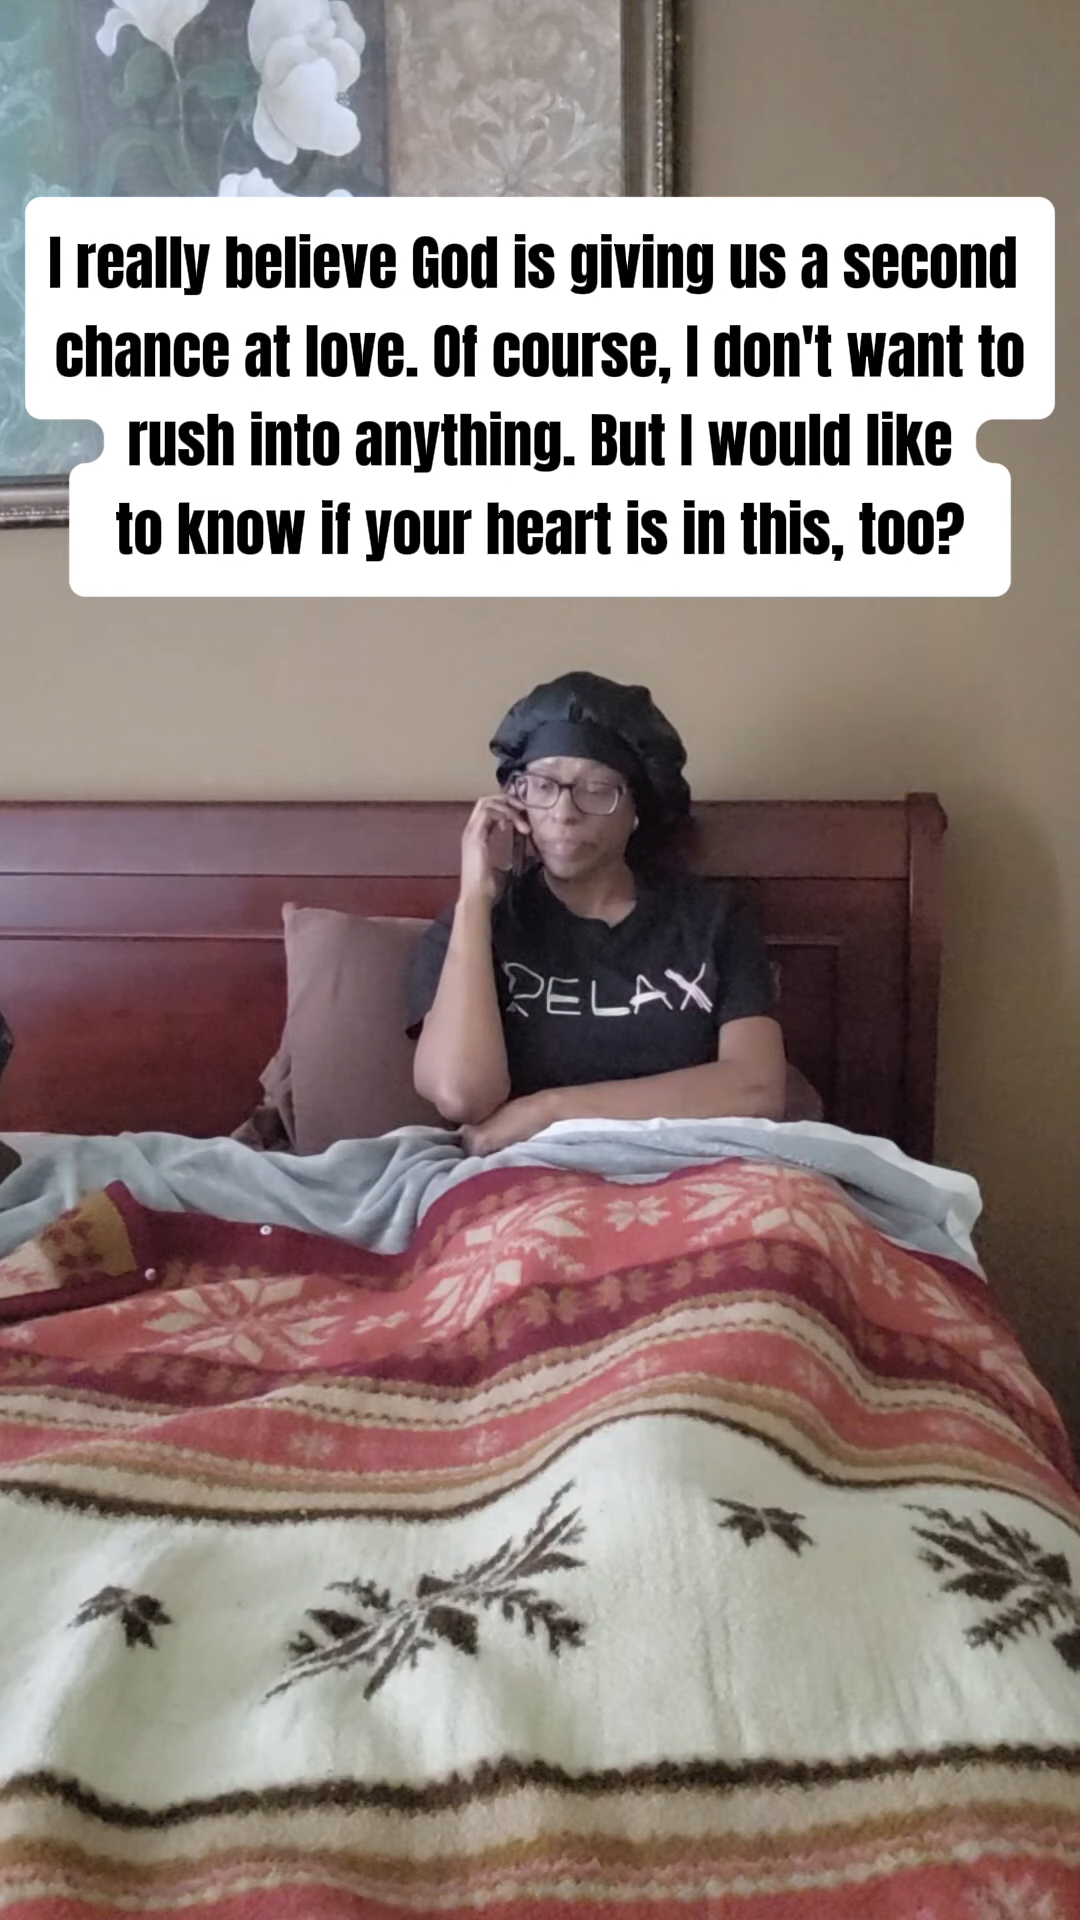 I really believe God is giving us a second
chance at love. Of course, I don't want to
rush into anything. But I would like
to know if your heart is in this, too?
RELAX